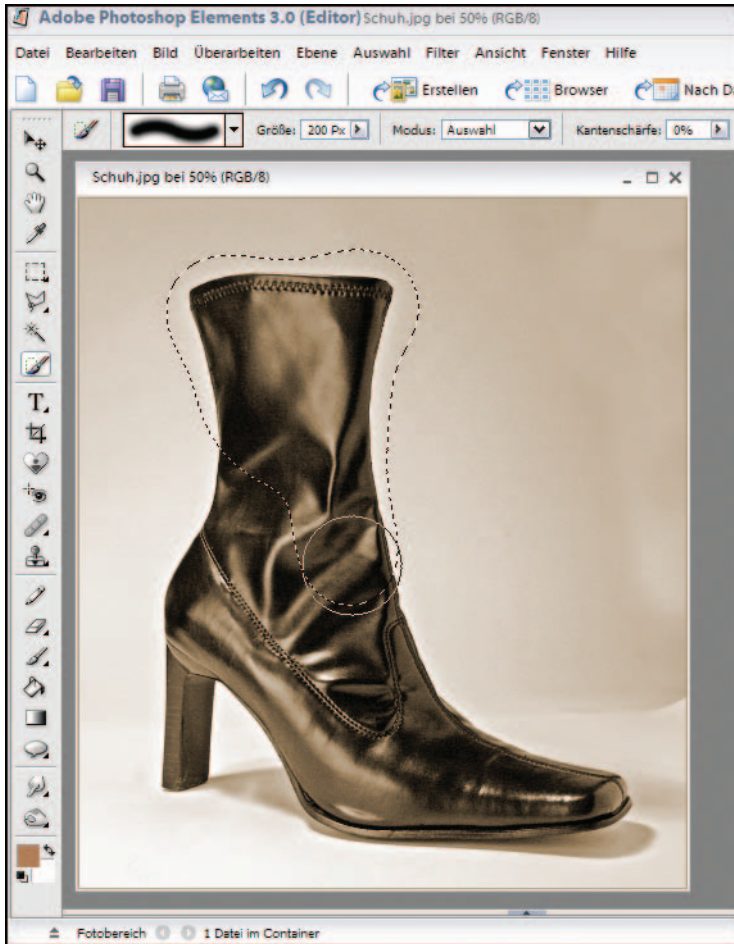 Adobe Photoshop Elements 3.0 (Editor) Schuh.jpg bei 50% (RGB/8)
Datei Bearbeiten Bild Überarbeiten Ebene Auswahl Filter Ansicht Fenster Hilfe
Erstellen Browser Nach Da
Größe: 200 Px Modus: Auswahl Kantenschärfe: 0%
Schuh.jpg bei 50% (RGB/8)
T
Fotobereich 1 Datei im Container